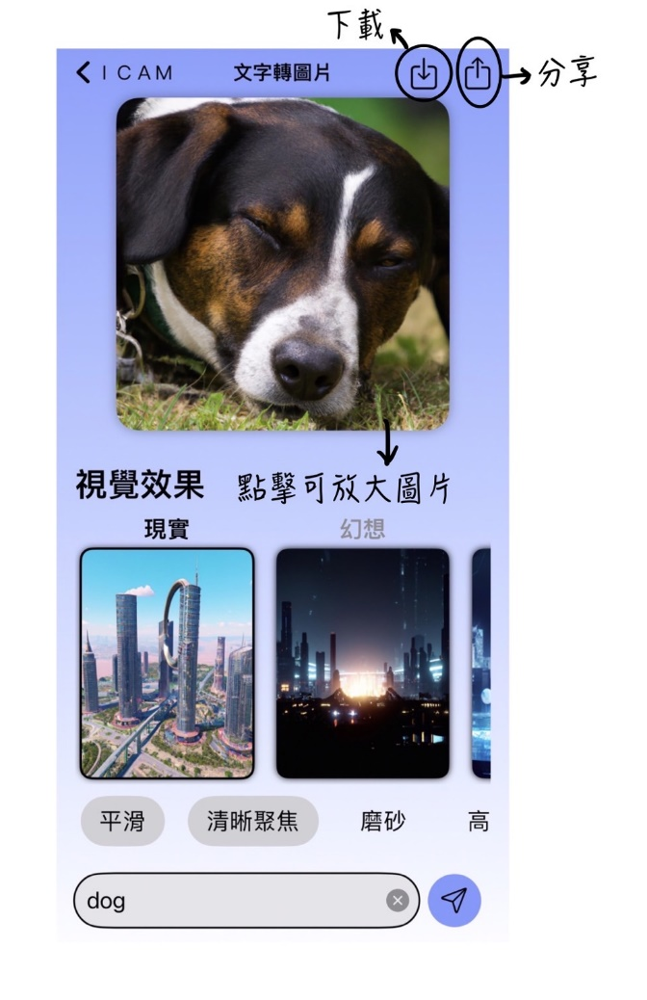 下載
I CAM 文字轉圖片
分享
視覺效果 點擊可放大圖片
現實 幻想
平滑 清晰聚焦 磨砂 高
dog